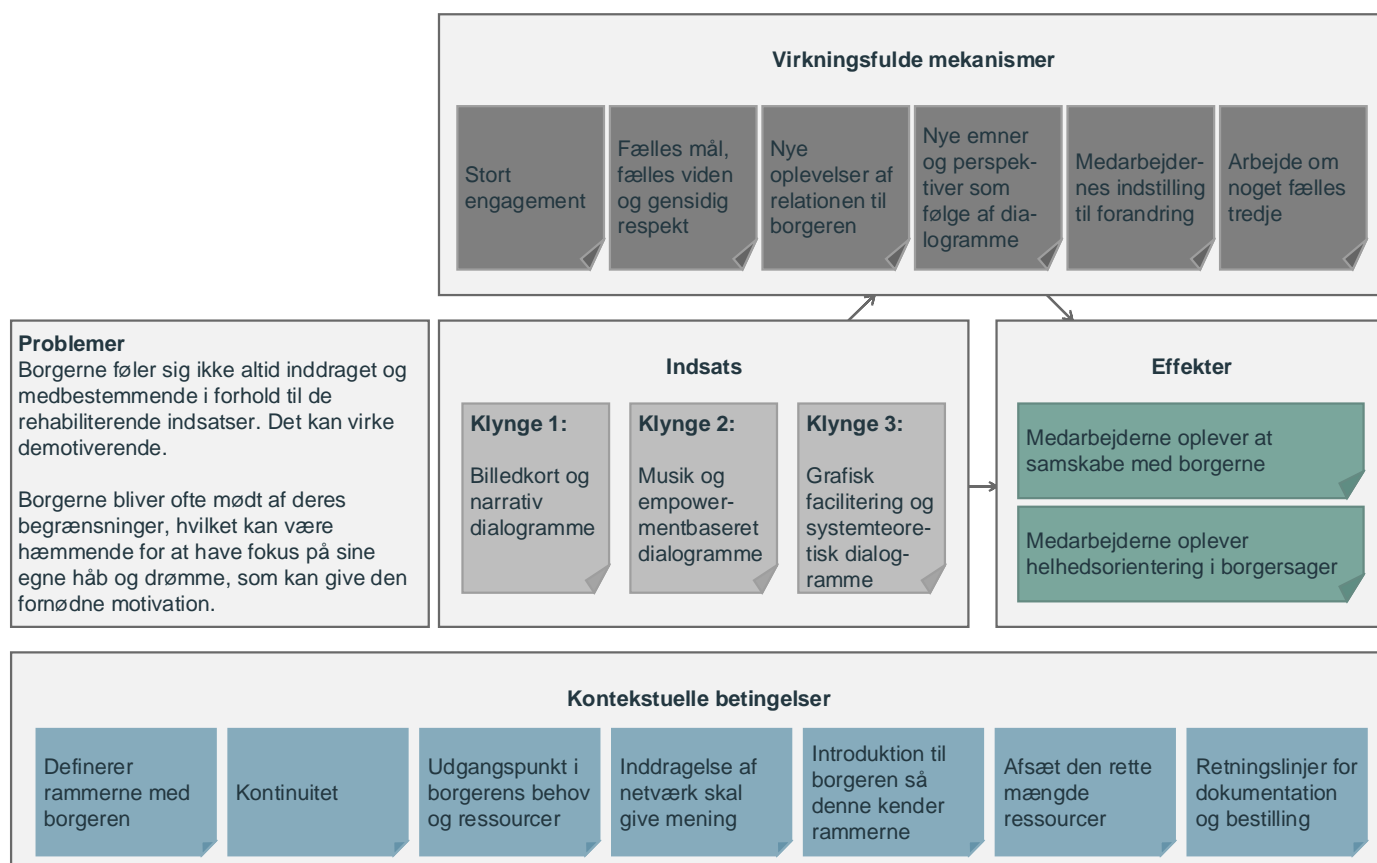 Virkningsfulde mekanismer
Stort
engagement
Fælles mål,
fælles viden
og gensidig
respekt
Nye
oplevelser af
relationen til
borgeren
Nye emner
og perspek-
tiver som
følge af dia-
logramme
Medarbejder-
nes indstilling
til forandring
Arbejde om
noget fælles
tredje
Problemer
Borgerne føler sig ikke altid inddraget og
medbestemmende i forhold til de
rehabiliterende indsatser. Det kan virke
demotiverende.
Borgerne bliver ofte mødt af deres
begrænsninger, hvilket kan være
hæmmende for at have fokus på sine
egne håb og drømme, som kan give den
fornødne motivation.
Indsats
Klynge 1:
Billedkort og
narrativ
dialogramme
Klynge 2:
Musik og
empower-
mentbaseret
dialogramme
Klynge 3:
Grafisk
facilitering og
systemteore-
tisk dialog-
ramme
Effekter
Medarbejderne oplever at
samskabe med borgerne
Medarbejderne oplever
helhedsorientering i borgersager
Kontekstuelle betingelser
Definerer
rammerne med
borgeren
Kontinuitet
Udgangspunkt i
borgerens behov
og ressourcer
Inddragelse af
netværk skal
give mening
Introduktion til
borgeren så
denne kender
rammerne
Afsæt den rette
mængde
ressourcer
Retningslinjer for
dokumentation
og bestilling